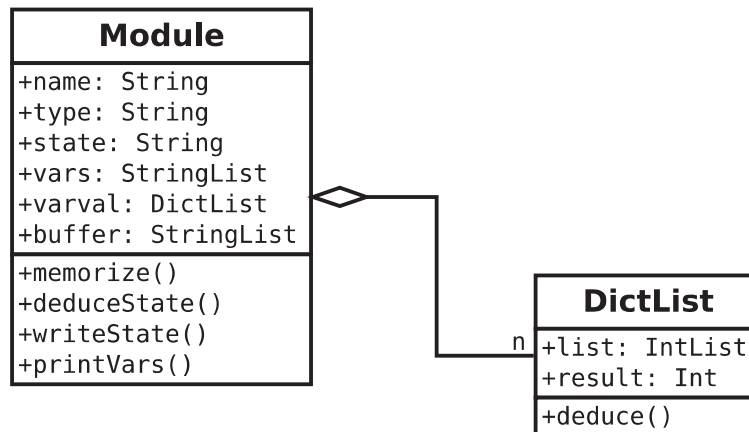 Module
+name: String
+type: String
+state: String
+vars: StringList
+varval: DictList
+buffer: StringList
+memorize()
+deduceState()
+writeState()
+printVars()
n
DictList
+list: IntList
+result: Int
+deduce()